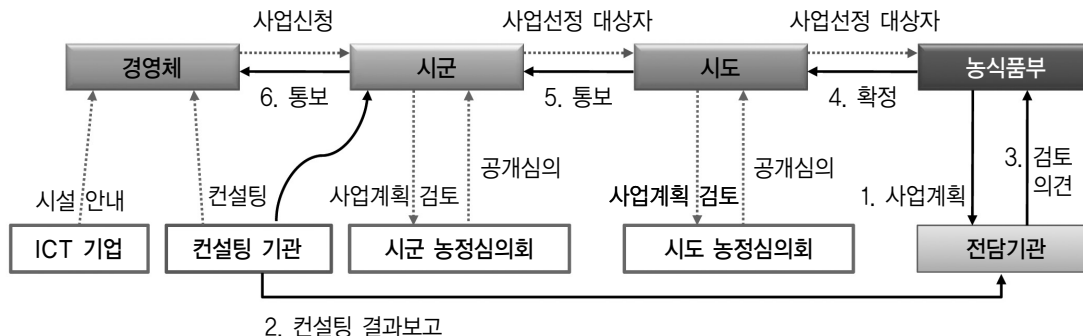 사업신청
사업선정 대상자
사업선정 대상자
경영체
시군
시도
농식품부
6. 통보
5. 통보
4. 확정
시설 안내
컨설팅
사업계획 검토
공개심의
사업계획 검토
공개심의
1. 사업계획
3. 검토
의견
ICT 기업
컨설팅 기관
시군 농정심의회
시도 농정심의회
전담기관
2. 컨설팅 결과보고